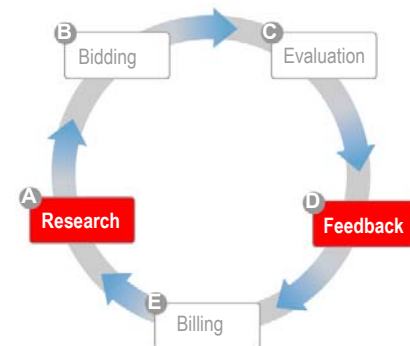 B
Bidding
C
Evaluation
A
Research
D
Feedback
E
Billing